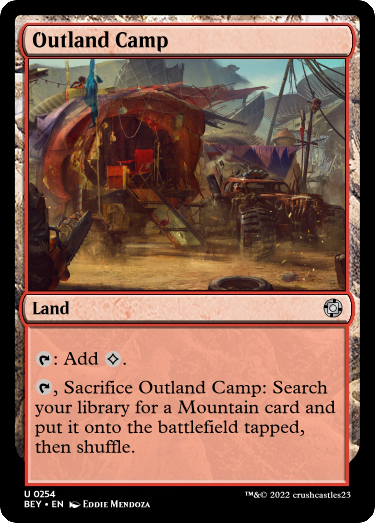 Outland Camp
Land
: Add .
, Sacrifice Outland Camp: Search
your library for a Mountain card and
put it onto the battlefield tapped,
then shuffle.
U 0254
BEY • EN Eddie Mendoza
™&© 2022 crushcastles23